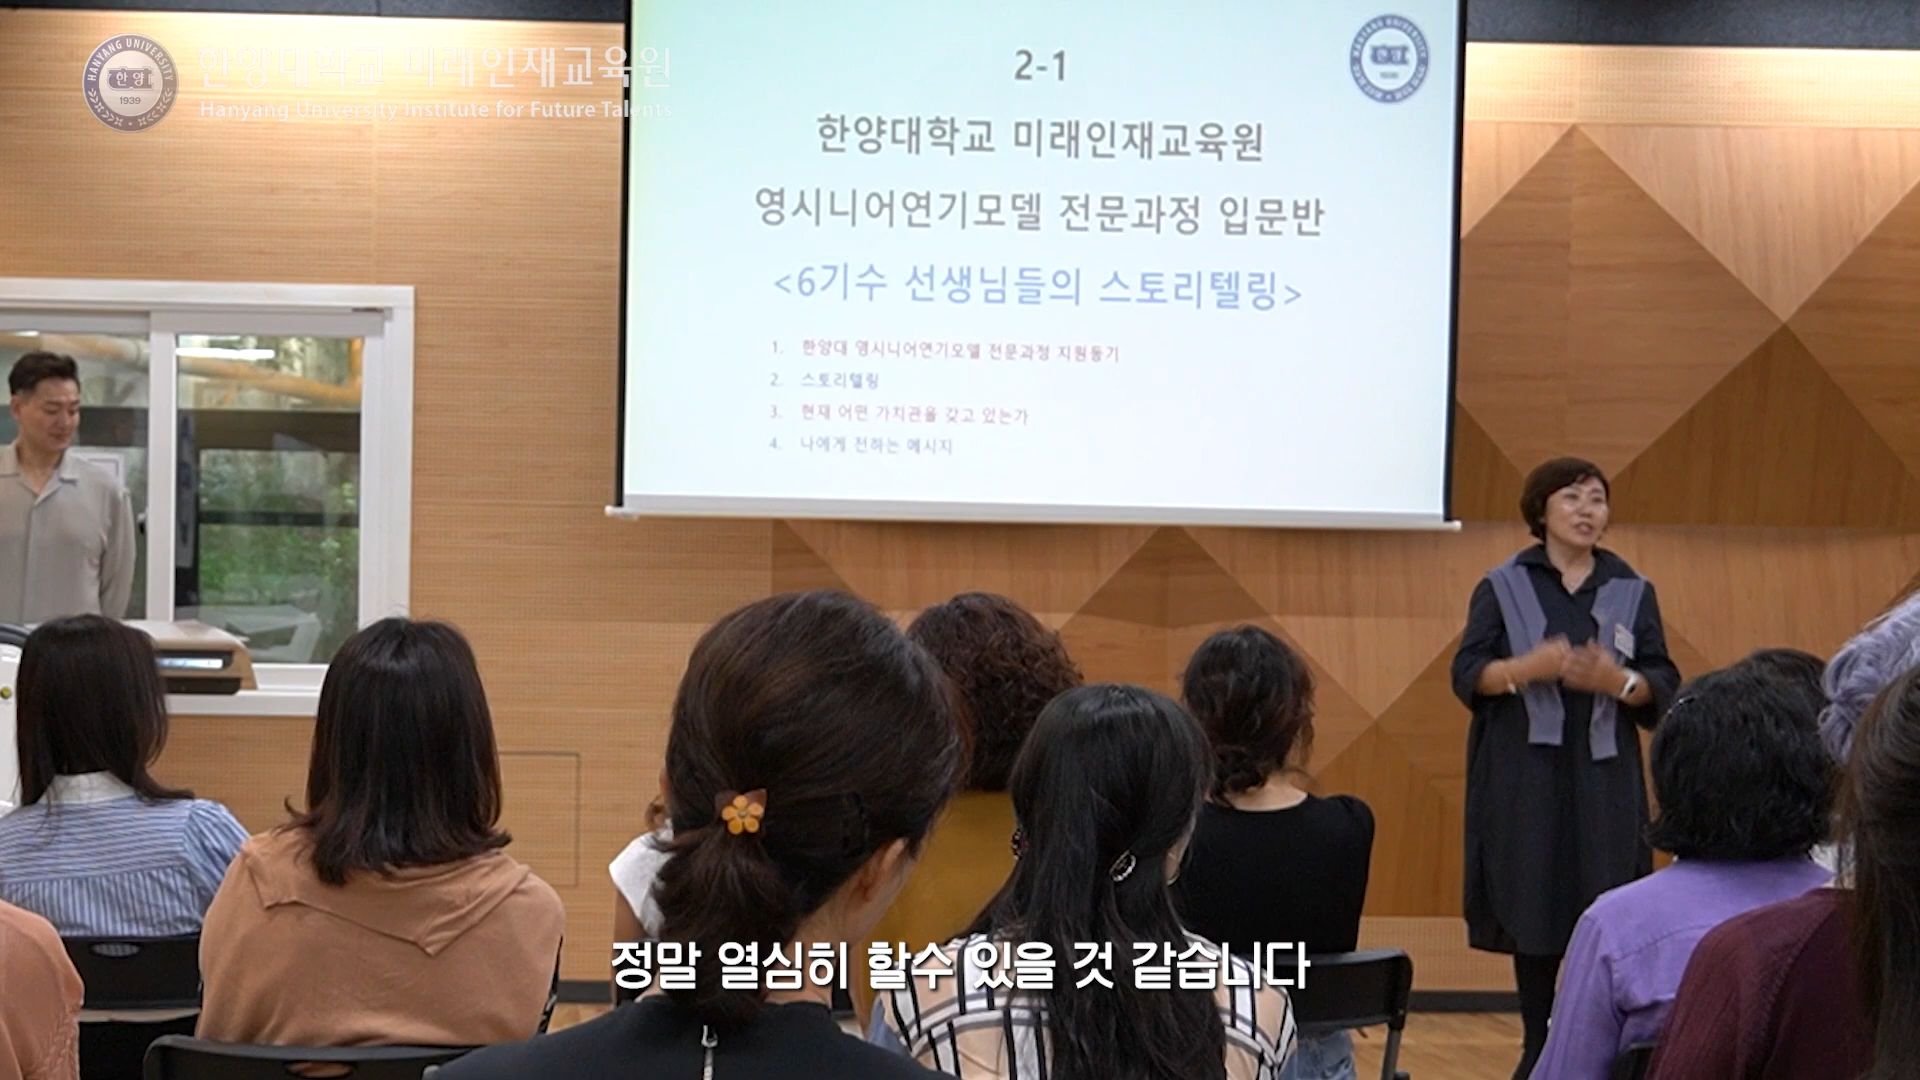 한양대학교 미래인재교육원
Hanyang University Institute for Future Talents
HANYANG UNIVERSITY
한양
1939
2-1
한양대학교 미래인재교육원
영시니어연기모델 전문과정 입문반
<6기수 선생님들의 스토리텔링>
1. 한양대 영시니어연기모델 전문과정 지원동기
2. 스토리텔링
3. 현재 어떤 가치관을 갖고 있는가
4. 나에게 전하는 메시지
정말 열심히 할수 있을 것 같습니다